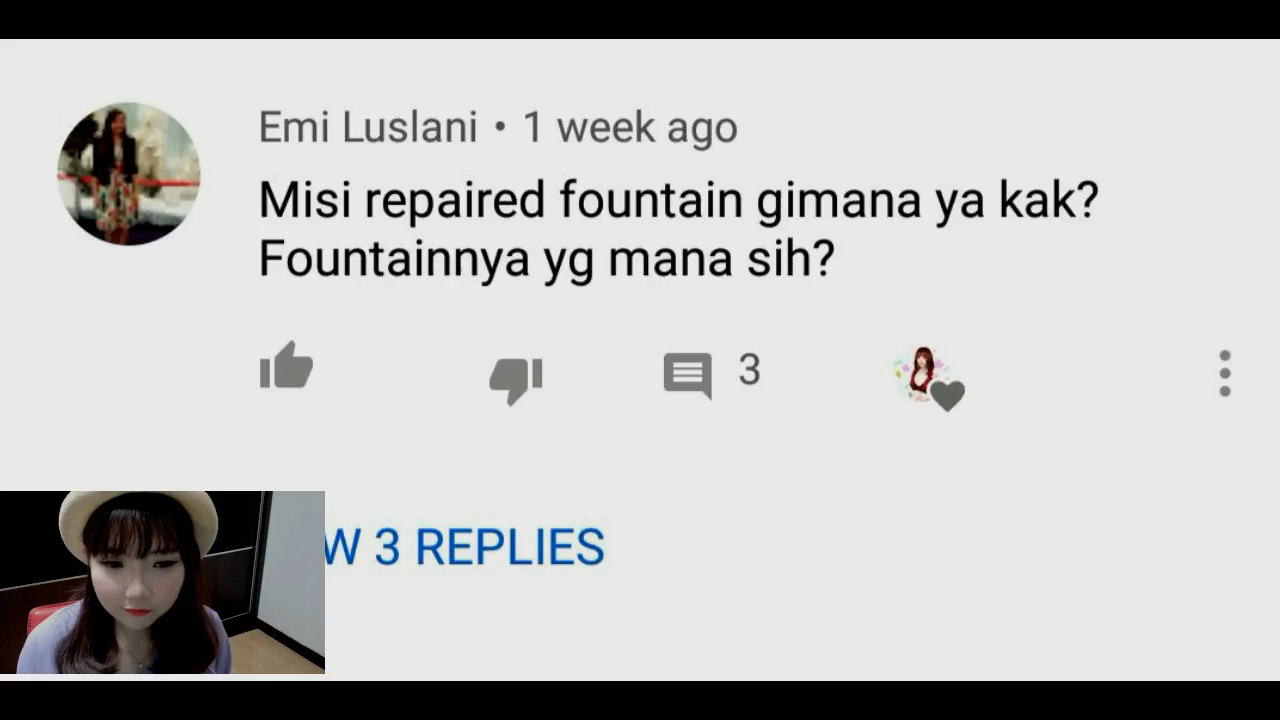 Emi Luslani • 1 week ago
Misi repaired fountain gimana ya kak?
Fountainnya yg mana sih?
3
W 3 REPLIES